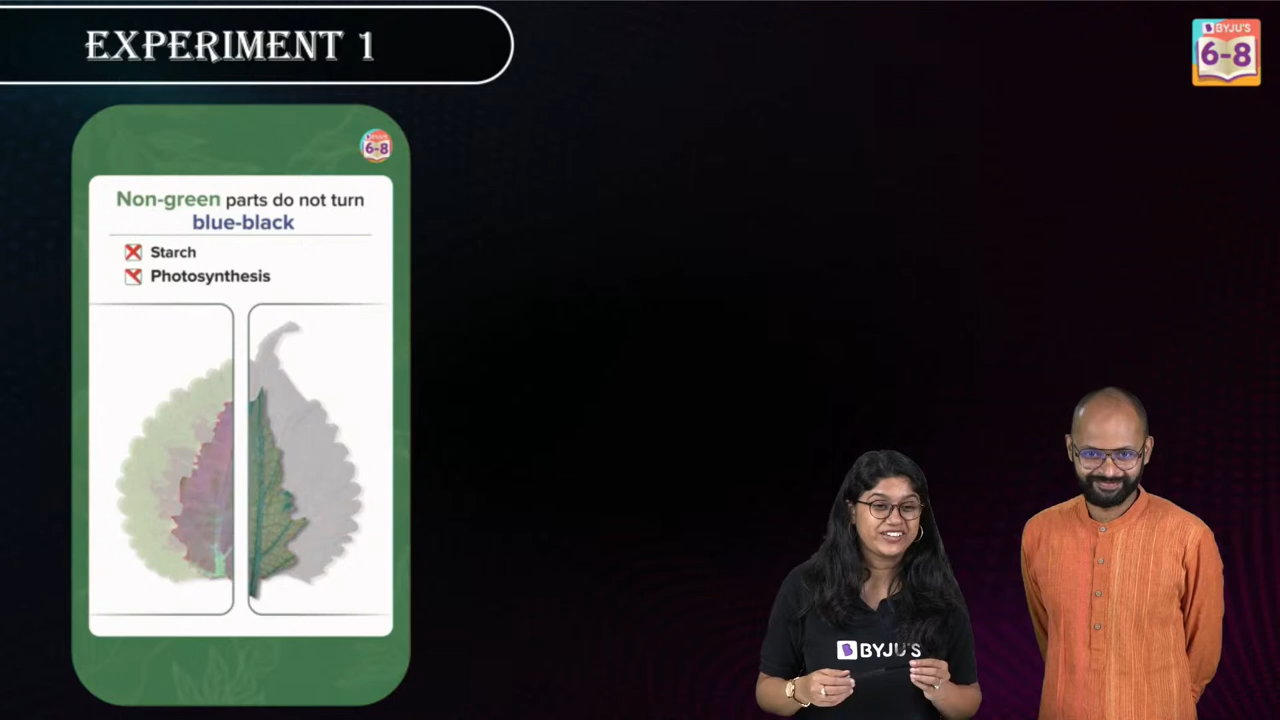 EXPERIMENT 1
BYJU'S
6-8
6-8
Non-green parts do not turn
blue-black
Starch
Photosynthesis
BYJU'S